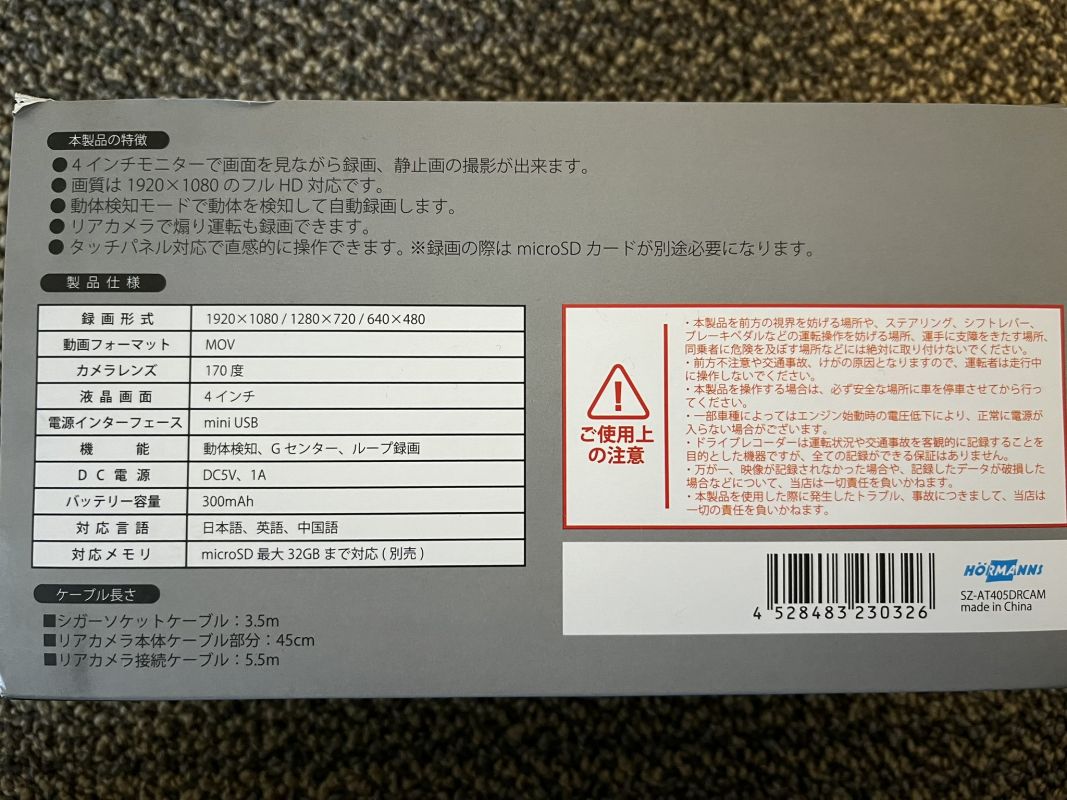 本製品の特徴
●4インチモニターで画面を見ながら録画、静止画の撮影が出来ます。
●画質は1920×1080のフルHD対応です。
●動体検知モードで動体を検知して自動録画します。
●リアカメラで煽り運転も録画できます。
●タッチパネル対応で直感的に操作できます。※録画の際はmicroSDカードが別途必要になります。
製品仕様
録画形式 1920×1080 / 1280×720 / 640×480
動画フォーマット MOV
カメラレンズ 170度
液晶画面 4インチ
電源インターフェース mini USB
機能 動体検知、Gセンター、ループ録画
DC電源 DC5V、1A
バッテリー容量 300mAh
対応言語 日本語、英語、中国語
対応メモリ microSD 最大 32GB まで対応 (別売)
ケーブル長さ
■シガーソケットケーブル：3.5m
■リアカメラ本体ケーブル部分：45cm
■リアカメラ接続ケーブル：5.5m
ご使用上
の注意
・本製品を前方の視界を妨げる場所や、ステアリング、シフトレバー、
ブレーキペダルなどの運転操作を妨げる場所、運手に支障をきたす場所、
同乗者に危険を及ぼす場所などには絶対に取り付けないでください。
・前方不注意や交通事故、けがの原因となりますので、運転者は走行中
に操作しないでください。
・本製品を操作する場合は、必ず安全な場所に車を停車させてから行っ
てください。
・一部車種によってはエンジン始動時の電圧低下により、正常に電源が
入らない場合がございます。
・ドライブレコーダーは運転状況や交通事故を客観的に記録することを
目的とした機器ですが、全ての記録ができる保証はありません。
・万が一、映像が記録されなかった場合や、記録したデータが破損した
場合などについて、当店は一切責任を負いかねます。
・本製品を使用した際に発生したトラブル、事故につきまして、当店は
一切の責任を負いかねます。
4 528483 230326
HÖRMANNS
SZ-AT405DRCAM
made in China